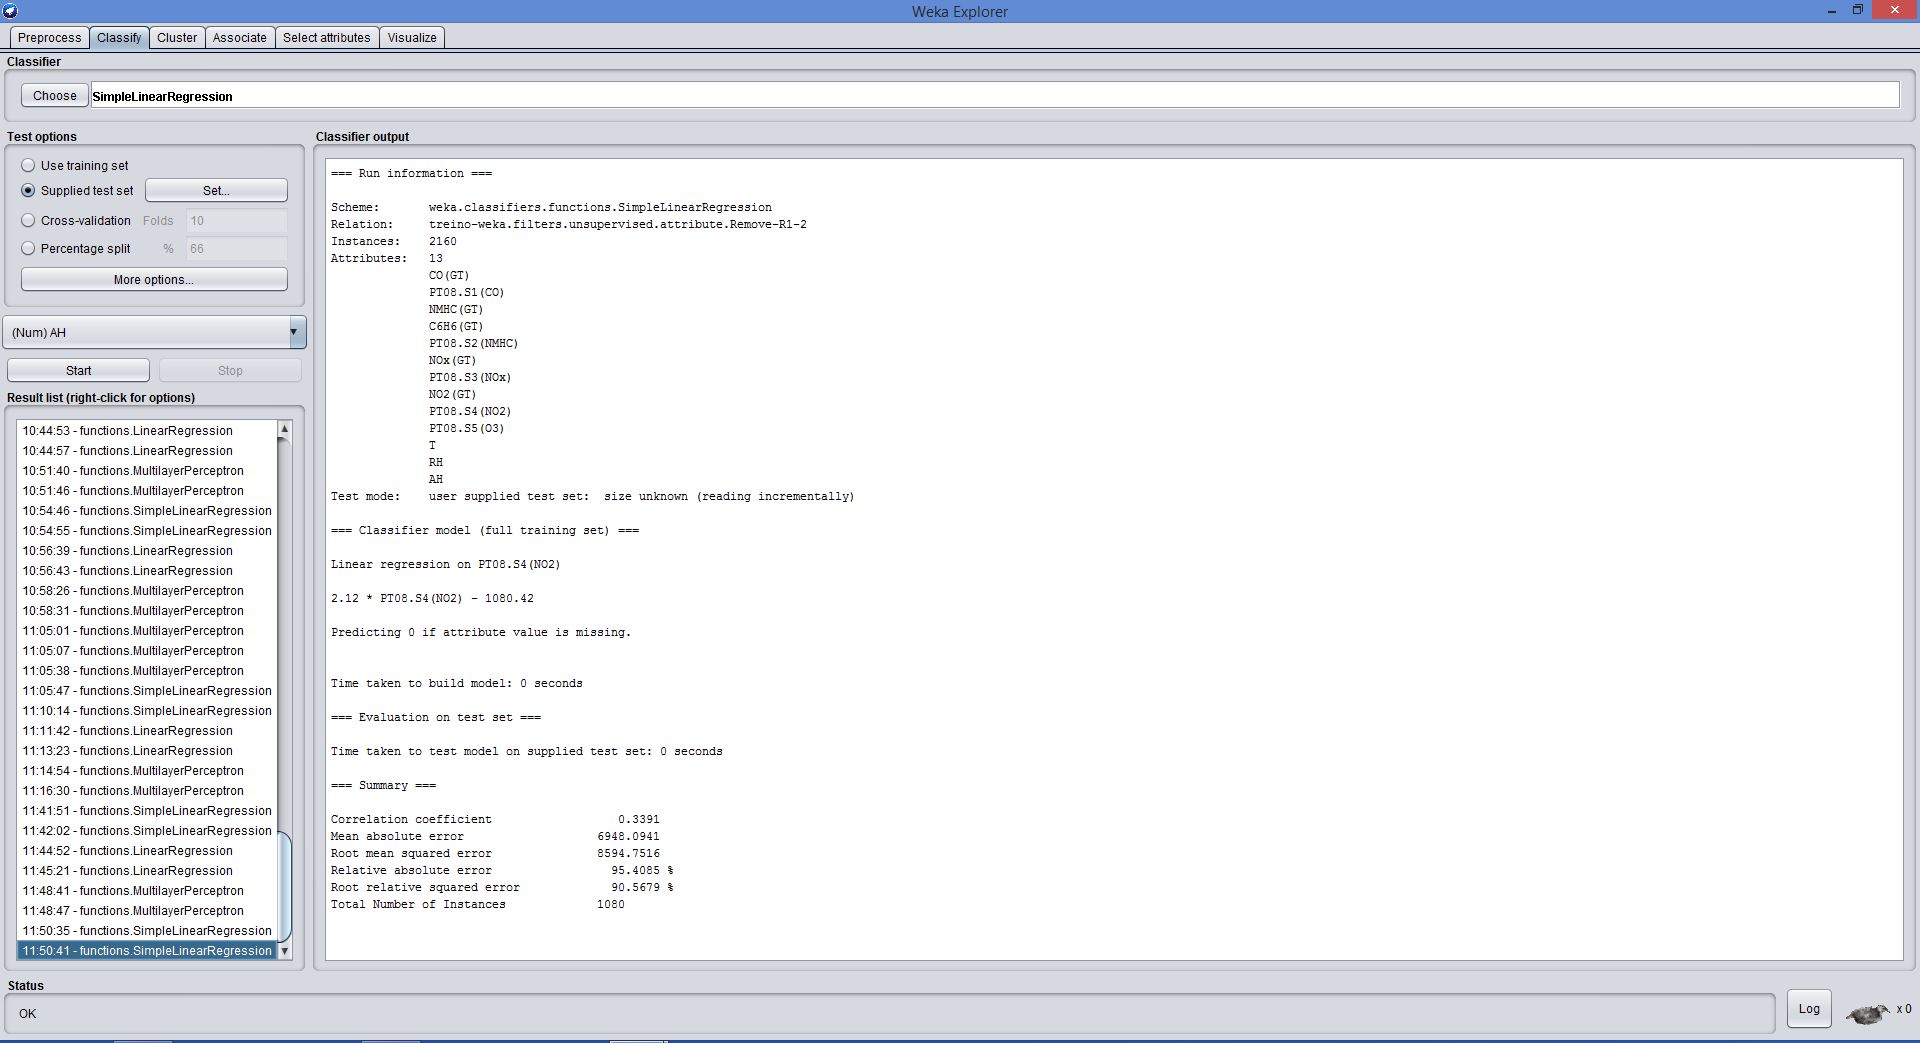 Weka Explorer
Preprocess Classify Cluster Associate Select attributes Visualize
Classifier
Choose SimpleLinearRegression
Test options
Use training set
Supplied test set Set...
Cross-validation Folds 10
Percentage split % 66
More options...
(Num) AH
Start Stop
Result list (right-click for options)
10:44:53 - functions.LinearRegression
10:44:57 - functions.LinearRegression
10:51:40 - functions.MultilayerPerceptron
10:51:46 - functions.MultilayerPerceptron
10:54:46 - functions.SimpleLinearRegression
10:54:55 - functions.SimpleLinearRegression
10:56:39 - functions.LinearRegression
10:56:43 - functions.LinearRegression
10:58:26 - functions.MultilayerPerceptron
10:58:31 - functions.MultilayerPerceptron
11:05:01 - functions.MultilayerPerceptron
11:05:07 - functions.MultilayerPerceptron
11:05:38 - functions.MultilayerPerceptron
11:05:47 - functions.SimpleLinearRegression
11:10:14 - functions.SimpleLinearRegression
11:11:42 - functions.LinearRegression
11:13:23 - functions.LinearRegression
11:14:54 - functions.MultilayerPerceptron
11:16:30 - functions.MultilayerPerceptron
11:41:51 - functions.SimpleLinearRegression
11:42:02 - functions.SimpleLinearRegression
11:44:52 - functions.LinearRegression
11:45:21 - functions.LinearRegression
11:48:41 - functions.MultilayerPerceptron
11:48:47 - functions.MultilayerPerceptron
11:50:35 - functions.SimpleLinearRegression
11:50:41 - functions.SimpleLinearRegression
Classifier output
=== Run information ===
Scheme: weka.classifiers.functions.SimpleLinearRegression
Relation: treino-weka.filters.unsupervised.attribute.Remove-R1-2
Instances: 2160
Attributes: 13
CO(GT)
PT08.S1(CO)
NMHC(GT)
C6H6(GT)
PT08.S2(NMHC)
NOx(GT)
PT08.S3(NOx)
NO2(GT)
PT08.S4(NO2)
PT08.S5(O3)
T
RH
AH
Test mode: user supplied test set: size unknown (reading incrementally)
=== Classifier model (full training set) ===
Linear regression on PT08.S4(NO2)
2.12 * PT08.S4(NO2) - 1080.42
Predicting 0 if attribute value is missing.
Time taken to build model: 0 seconds
=== Evaluation on test set ===
Time taken to test model on supplied test set: 0 seconds
=== Summary ===
Correlation coefficient 0.3391
Mean absolute error 6948.0941
Root mean squared error 8594.7516
Relative absolute error 95.4085 %
Root relative squared error 90.5679 %
Total Number of Instances 1080
Status
OK
Log
x 0